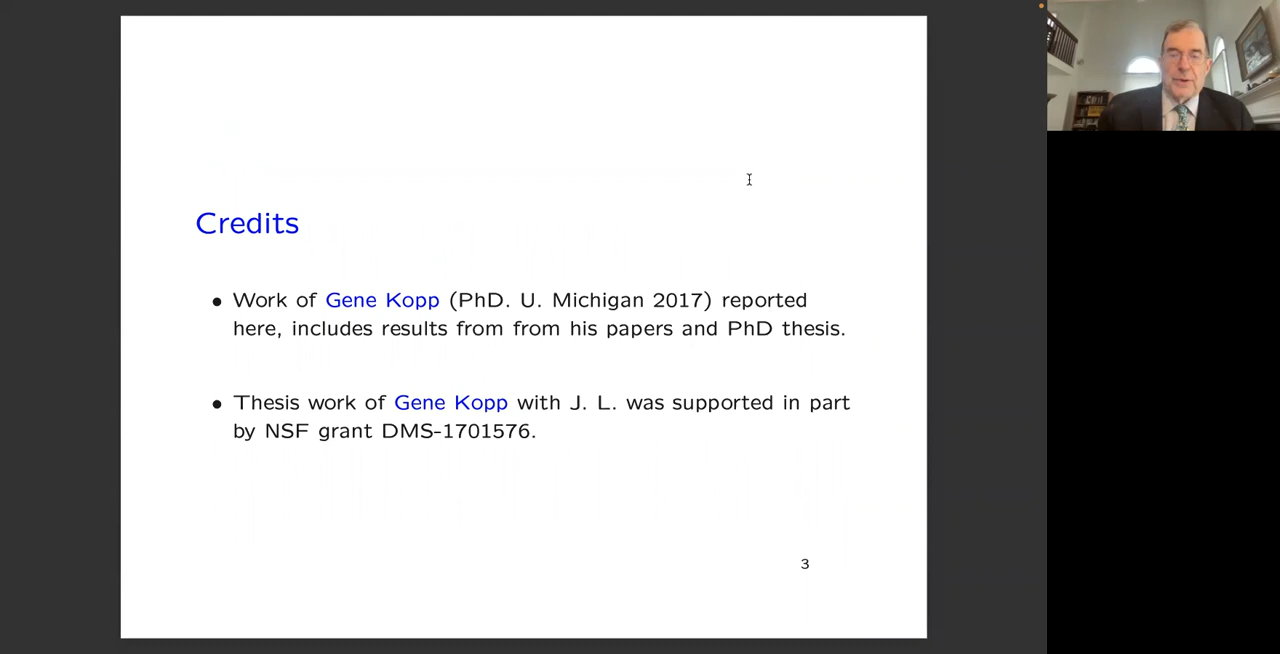 Credits
• Work of Gene Kopp (PhD. U. Michigan 2017) reported
here, includes results from from his papers and PhD thesis.
• Thesis work of Gene Kopp with J. L. was supported in part
by NSF grant DMS-1701576.
3